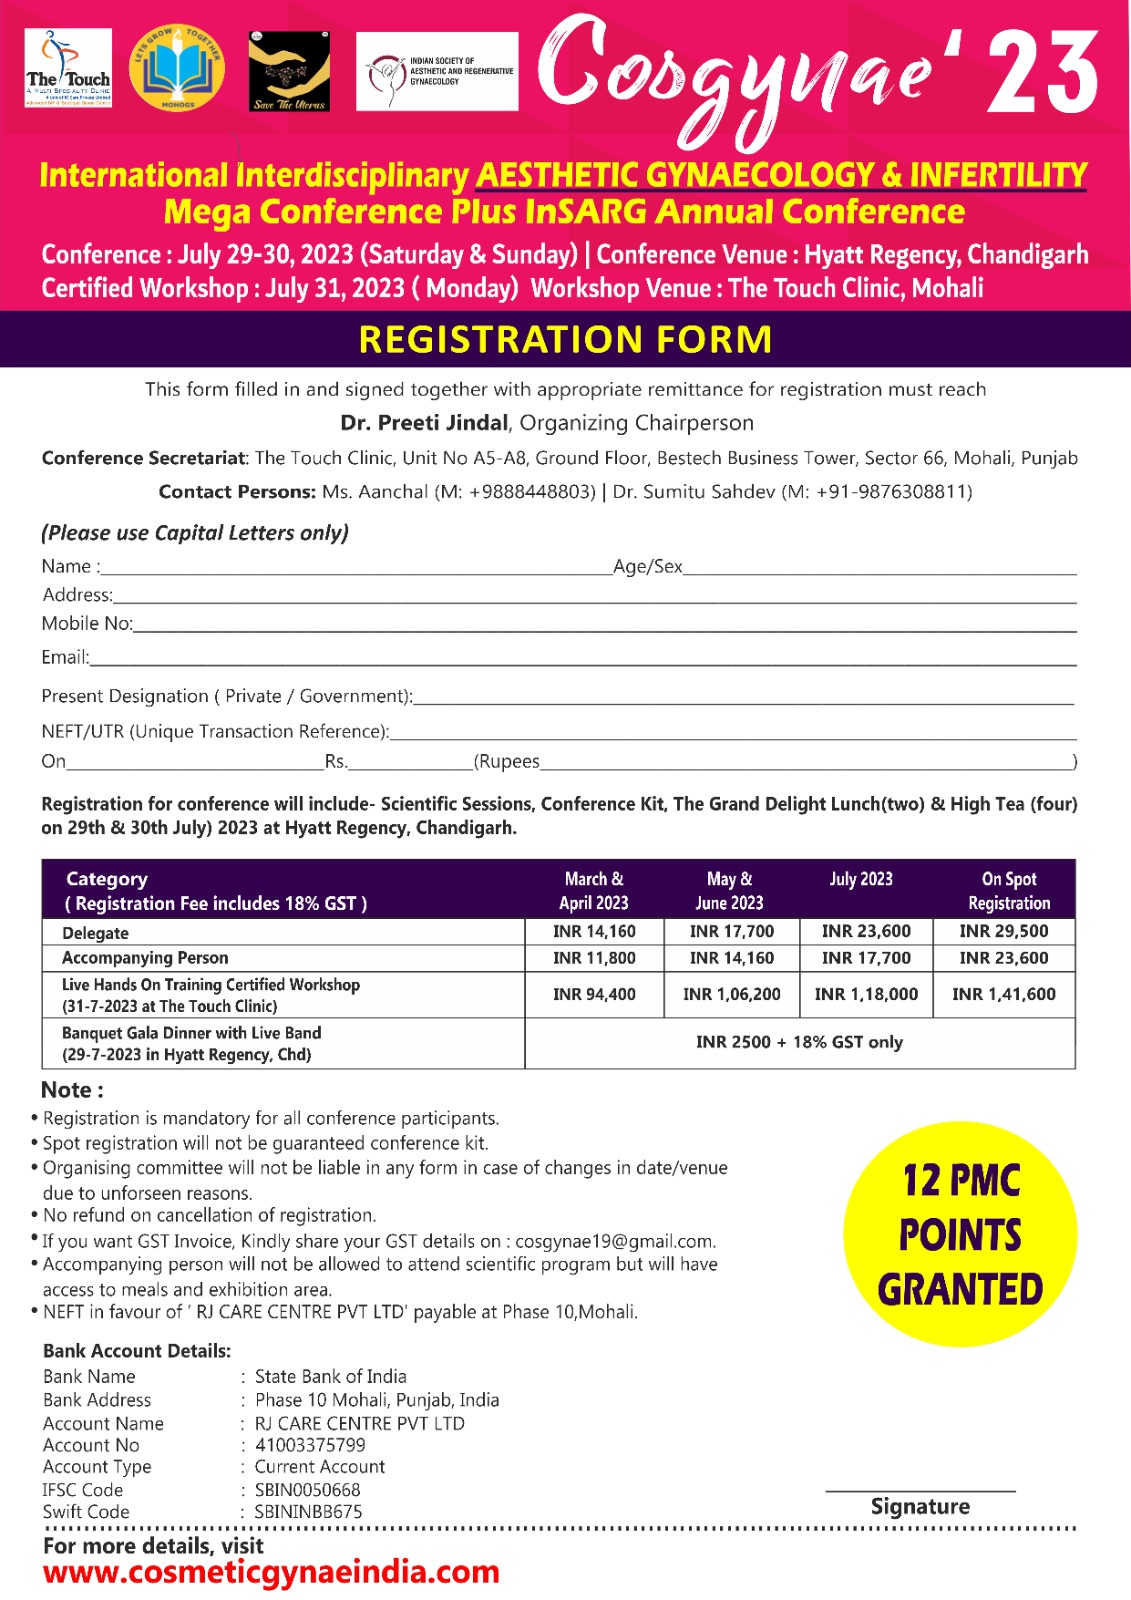 The Touch
A MULTI SPECIALTY CLINIC
LETS GROW TOGETHER
MOHOGS
Save The Uterus
INDIAN SOCIETY OF
AESTHETIC AND REGENERATIVE
GYNAECOLOGY
Cosgynae '23
International Interdisciplinary AESTHETIC GYNAECOLOGY & INFERTILITY
Mega Conference Plus InSARG Annual Conference
Conference : July 29-30, 2023 (Saturday & Sunday) | Conference Venue : Hyatt Regency, Chandigarh
Certified Workshop : July 31, 2023 ( Monday) Workshop Venue : The Touch Clinic, Mohali
REGISTRATION FORM
This form filled in and signed together with appropriate remittance for registration must reach
Dr. Preeti Jindal, Organizing Chairperson
Conference Secretariat: The Touch Clinic, Unit No A5-A8, Ground Floor, Bestech Business Tower, Sector 66, Mohali, Punjab
Contact Persons: Ms. Aanchal (M: +9888448803) | Dr. Sumitu Sahdev (M: +91-9876308811)
(Please use Capital Letters only)
Name : Age/Sex
Address:
Mobile No:
Email:
Present Designation ( Private / Government):
NEFT/UTR (Unique Transaction Reference):
On Rs. (Rupees )
Registration for conference will include- Scientific Sessions, Conference Kit, The Grand Delight Lunch(two) & High Tea (four)
on 29th & 30th July) 2023 at Hyatt Regency, Chandigarh.
Category March & May & July 2023 On Spot
( Registration Fee includes 18% GST ) April 2023 June 2023 Registration
Delegate INR 14,160 INR 17,700 INR 23,600 INR 29,500
Accompanying Person INR 11,800 INR 14,160 INR 17,700 INR 23,600
Live Hands On Training Certified Workshop
(31-7-2023 at The Touch Clinic) INR 94,400 INR 1,06,200 INR 1,18,000 INR 1,41,600
Banquet Gala Dinner with Live Band
(29-7-2023 in Hyatt Regency, Chd) INR 2500 + 18% GST only
Note :
• Registration is mandatory for all conference participants.
• Spot registration will not be guaranteed conference kit.
• Organising committee will not be liable in any form in case of changes in date/venue
due to unforseen reasons.
• No refund on cancellation of registration.
• If you want GST Invoice, Kindly share your GST details on : cosgynae19@gmail.com.
• Accompanying person will not be allowed to attend scientific program but will have
access to meals and exhibition area.
• NEFT in favour of ' RJ CARE CENTRE PVT LTD' payable at Phase 10,Mohali.
12 PMC
POINTS
GRANTED
Bank Account Details:
Bank Name : State Bank of India
Bank Address : Phase 10 Mohali, Punjab, India
Account Name : RJ CARE CENTRE PVT LTD
Account No : 41003375799
Account Type : Current Account
IFSC Code : SBIN0050668
Swift Code : SBININBB675
Signature
For more details, visit
www.cosmeticgynaeindia.com